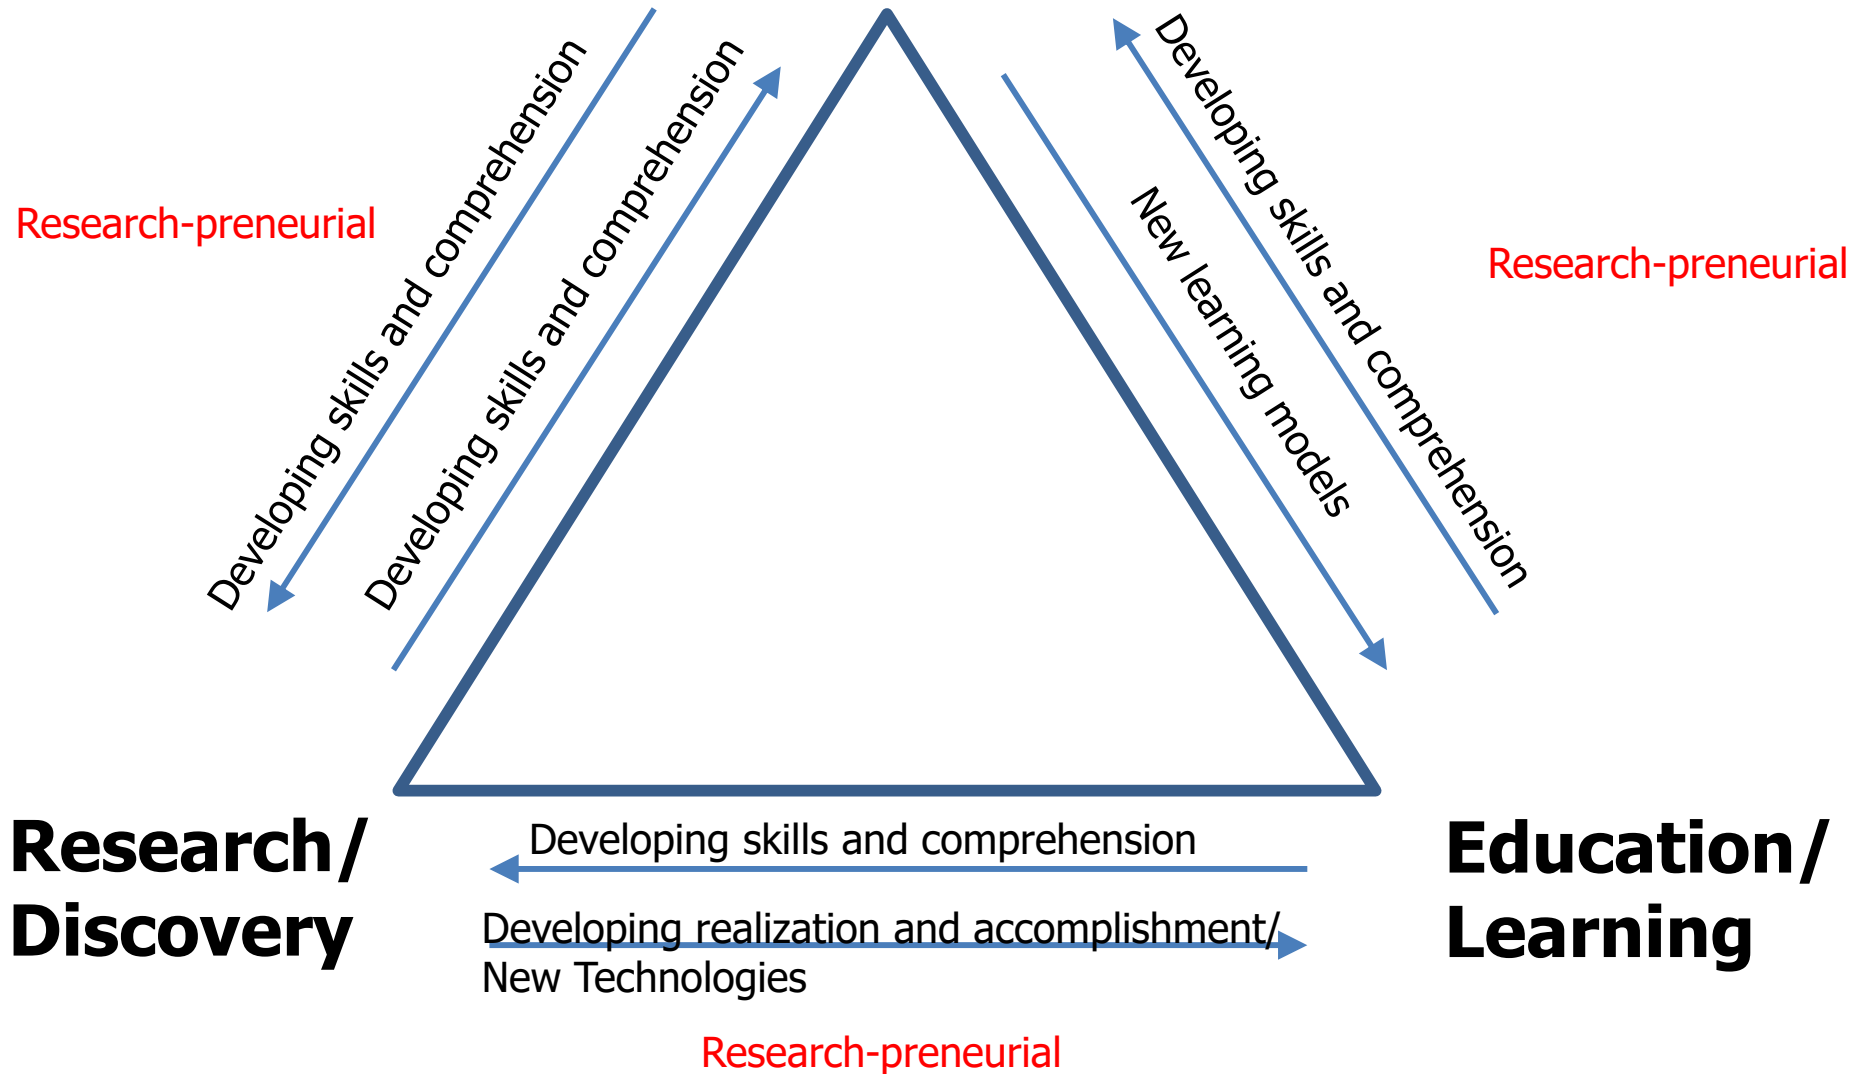 Developing skills and comprehension
Developing skills and comprehension
New learning models
Developing skills and comprehension
Research-preneurial
Research-preneurial
Research/
Discovery
Developing skills and comprehension
Developing realization and accomplishment/
New Technologies
Education/
Learning
Research-preneurial